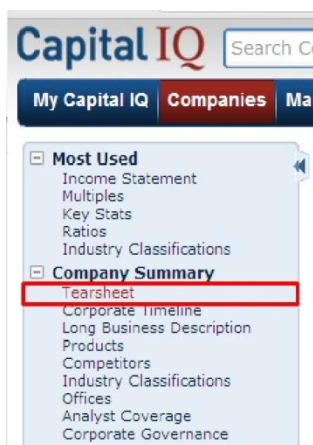 Capital IQ
Search C
My Capital IQ Companies Ma
Most Used
Income Statement
Multiples
Key Stats
Ratios
Industry Classifications
Company Summary
Tearsheet
Corporate Timeline
Long Business Description
Products
Competitors
Industry Classifications
Offices
Analyst Coverage
Corporate Governance